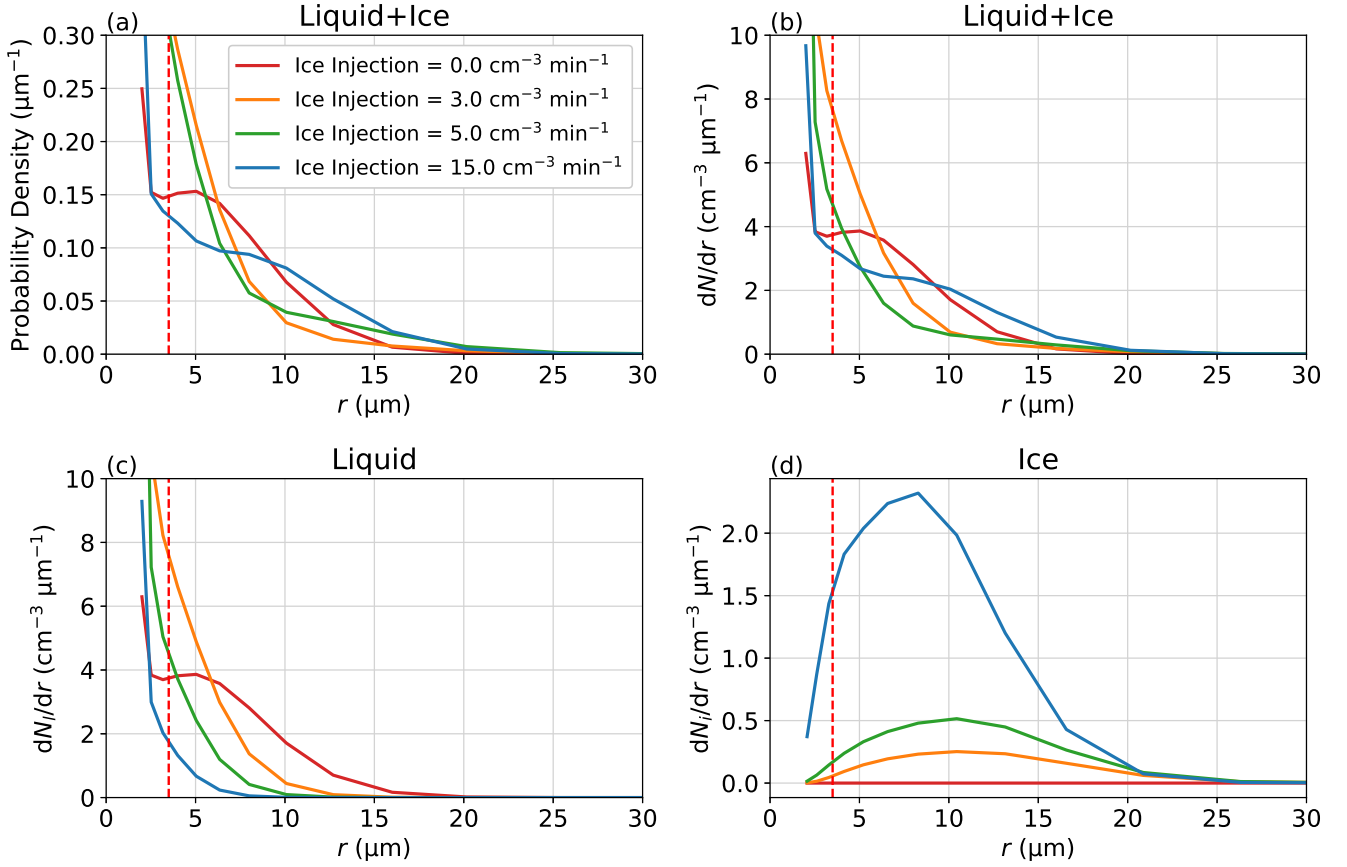 (a) Liquid+Ice
Probability Density (µm⁻¹)
0.30
0.25
0.20
0.15
0.10
0.05
0.00
Ice Injection = 0.0 cm⁻³ min⁻¹
Ice Injection = 3.0 cm⁻³ min⁻¹
Ice Injection = 5.0 cm⁻³ min⁻¹
Ice Injection = 15.0 cm⁻³ min⁻¹
0 5 10 15 20 25 30
r (µm)
(b) Liquid+Ice
dN/dr (cm⁻³ µm⁻¹)
10
8
6
4
2
0
0 5 10 15 20 25 30
r (µm)
(c) Liquid
dNₗ/dr (cm⁻³ µm⁻¹)
10
8
6
4
2
0
0 5 10 15 20 25 30
r (µm)
(d) Ice
dNᵢ/dr (cm⁻³ µm⁻¹)
2.0
1.5
1.0
0.5
0.0
0 5 10 15 20 25 30
r (µm)